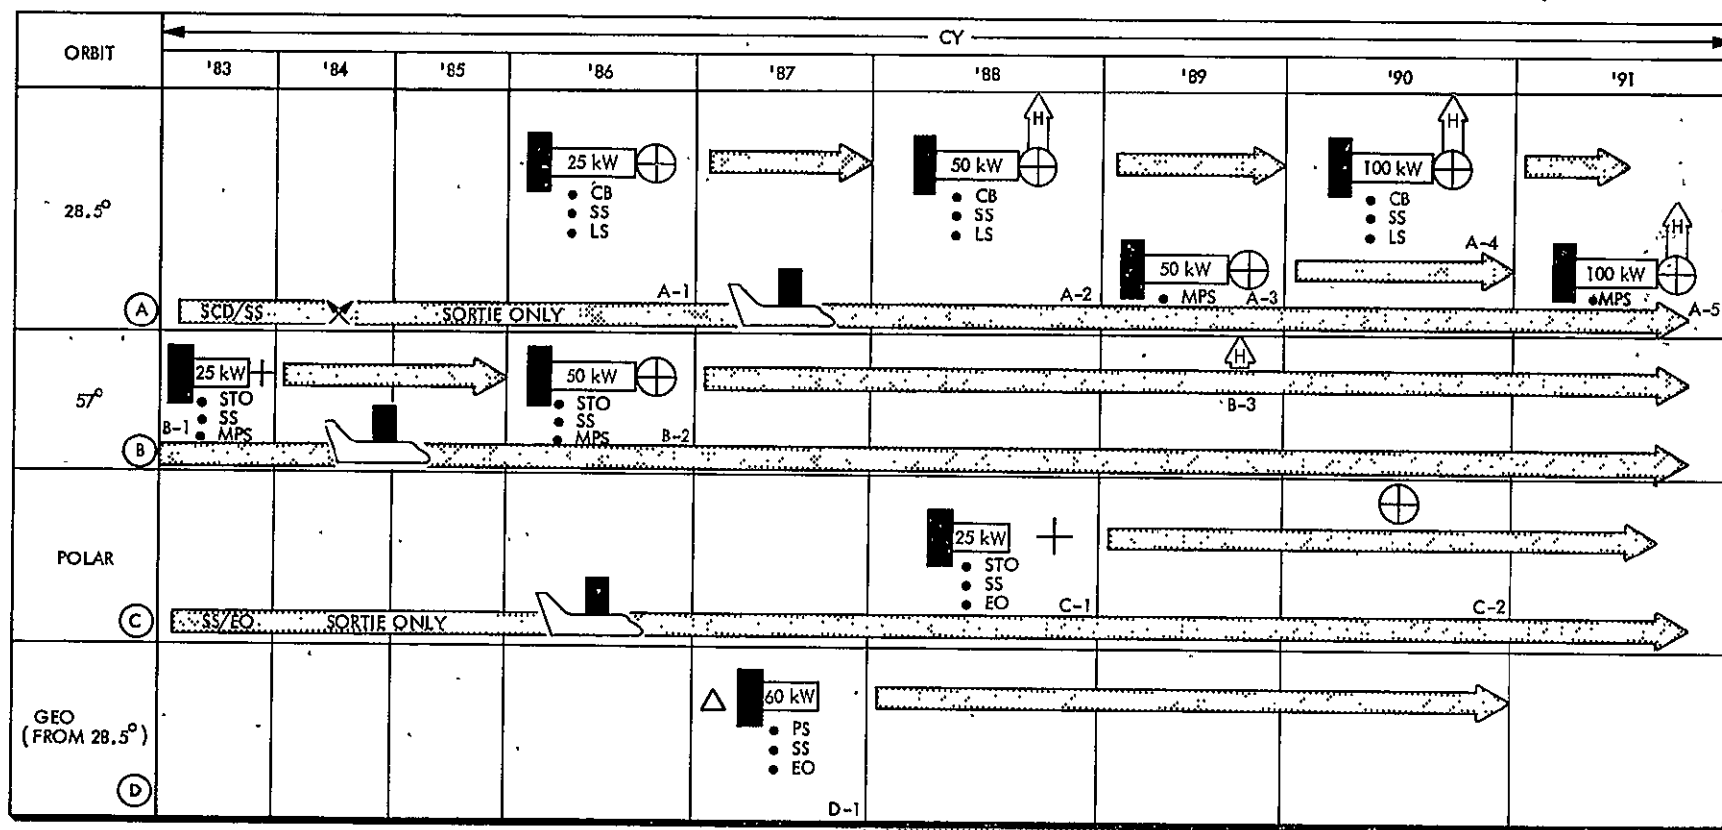 ORBIT
CY
'83 '84 '85 '86 '87 '88 '89 '90 '91
28.5°
A
H
H
25 kW
50 kW
100 kW
• CB
• SS
• LS
• CB
• SS
• LS
• CB
• SS
• LS
H
50 kW
• MPS
100 kW
• MPS
A-1
A-2
A-3
A-4
A-5
SCD/SS
SORTIE ONLY
57°
B
25 kW
• STO
• SS
• MPS
B-1
50 kW
• STO
• SS
• MPS
B-2
H
B-3
POLAR
C
25 kW
• STO
• SS
• EO
C-1
C-2
SS/EO
SORTIE ONLY
GEO
(FROM 28.5°)
D
60 kW
• PS
• SS
• EO
D-1